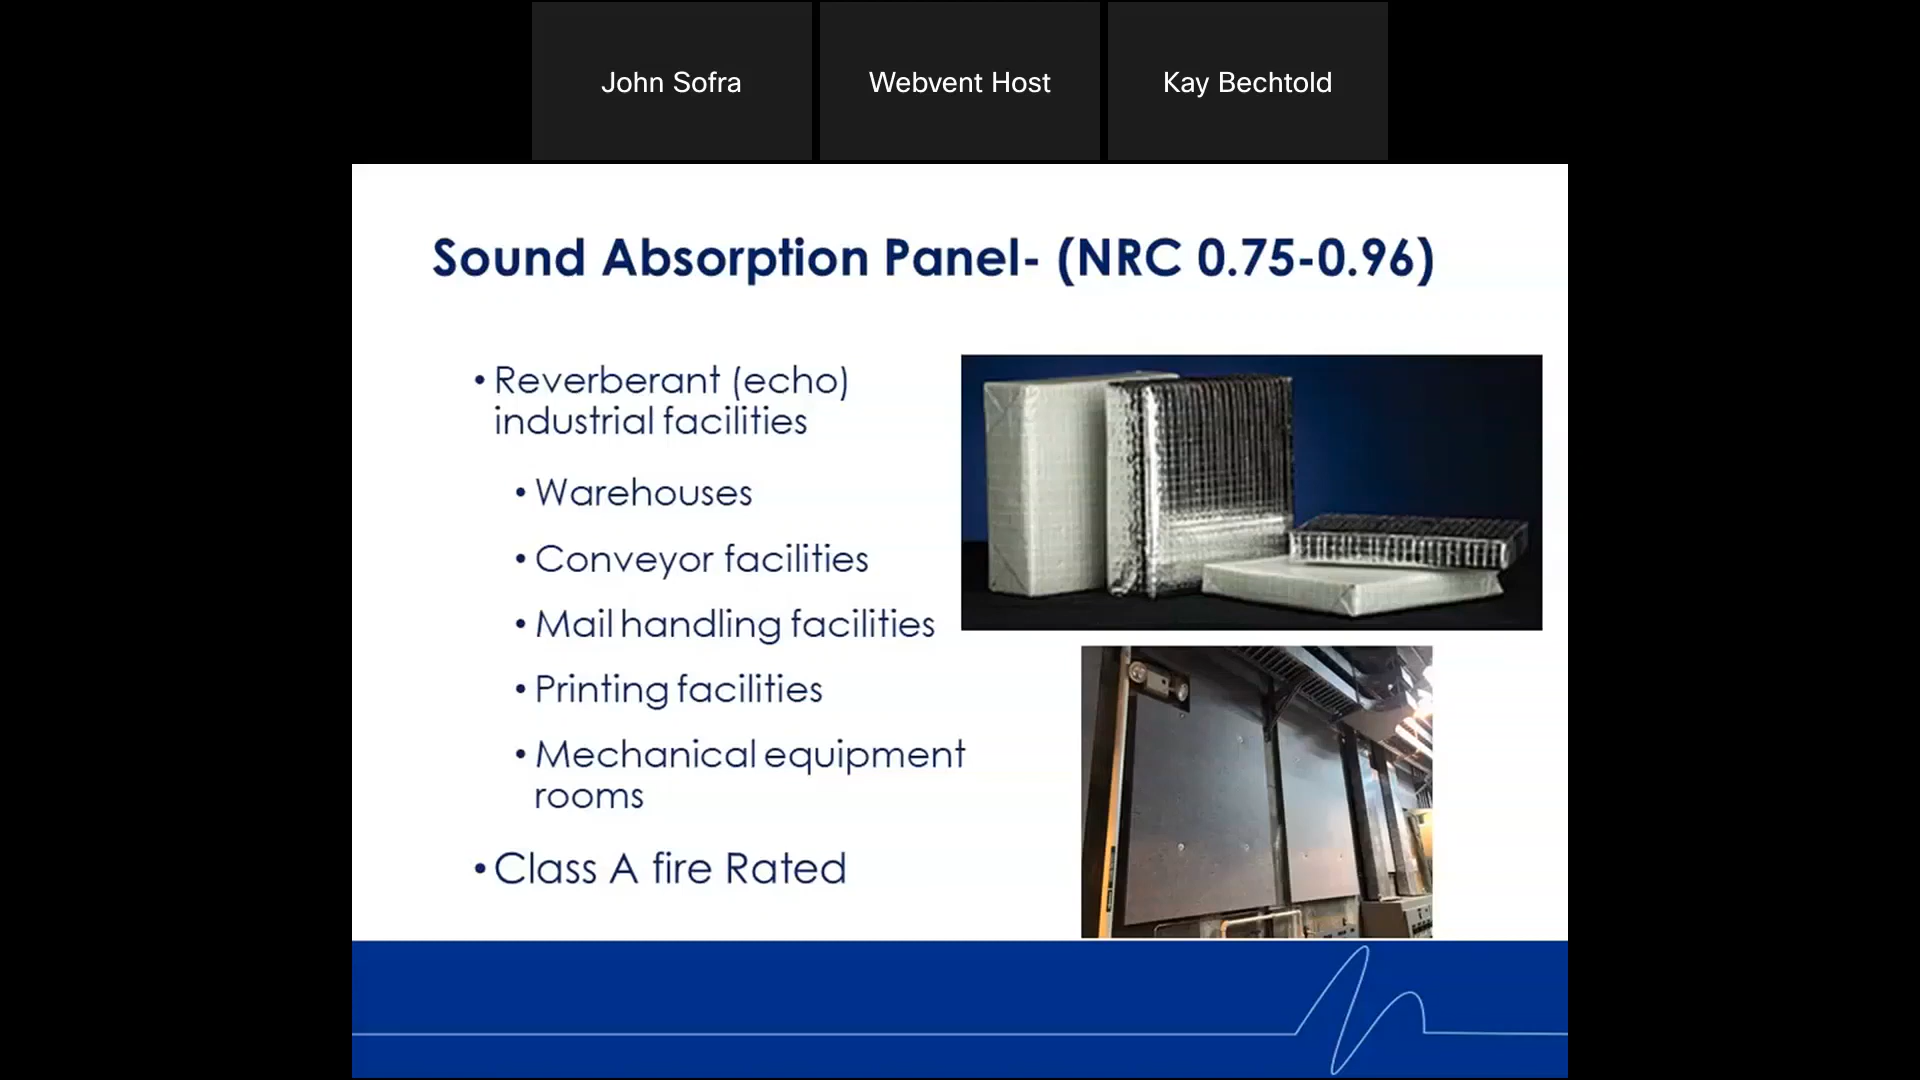 John Sofra
Webvent Host
Kay Bechtold
Sound Absorption Panel- (NRC 0.75-0.96)
• Reverberant (echo)
industrial facilities
• Warehouses
• Conveyor facilities
• Mail handling facilities
• Printing facilities
• Mechanical equipment
rooms
• Class A fire Rated